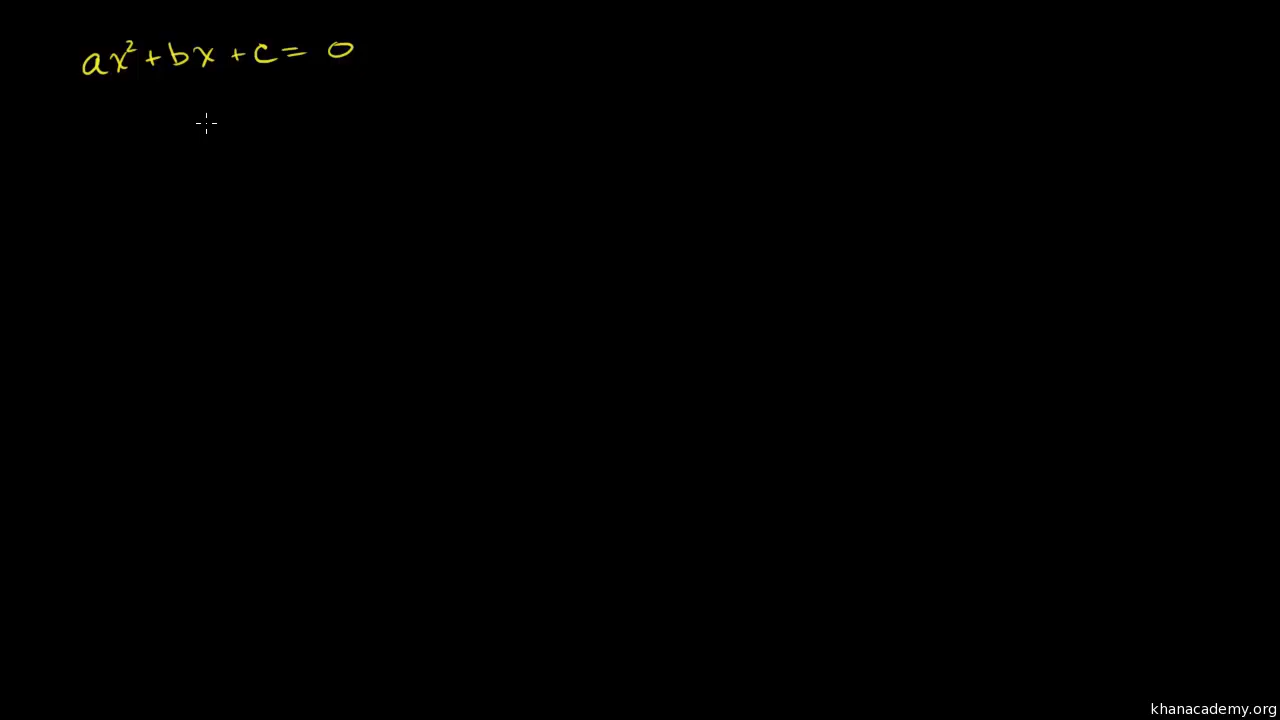 ax² + bx + c = 0
khanacademy.org